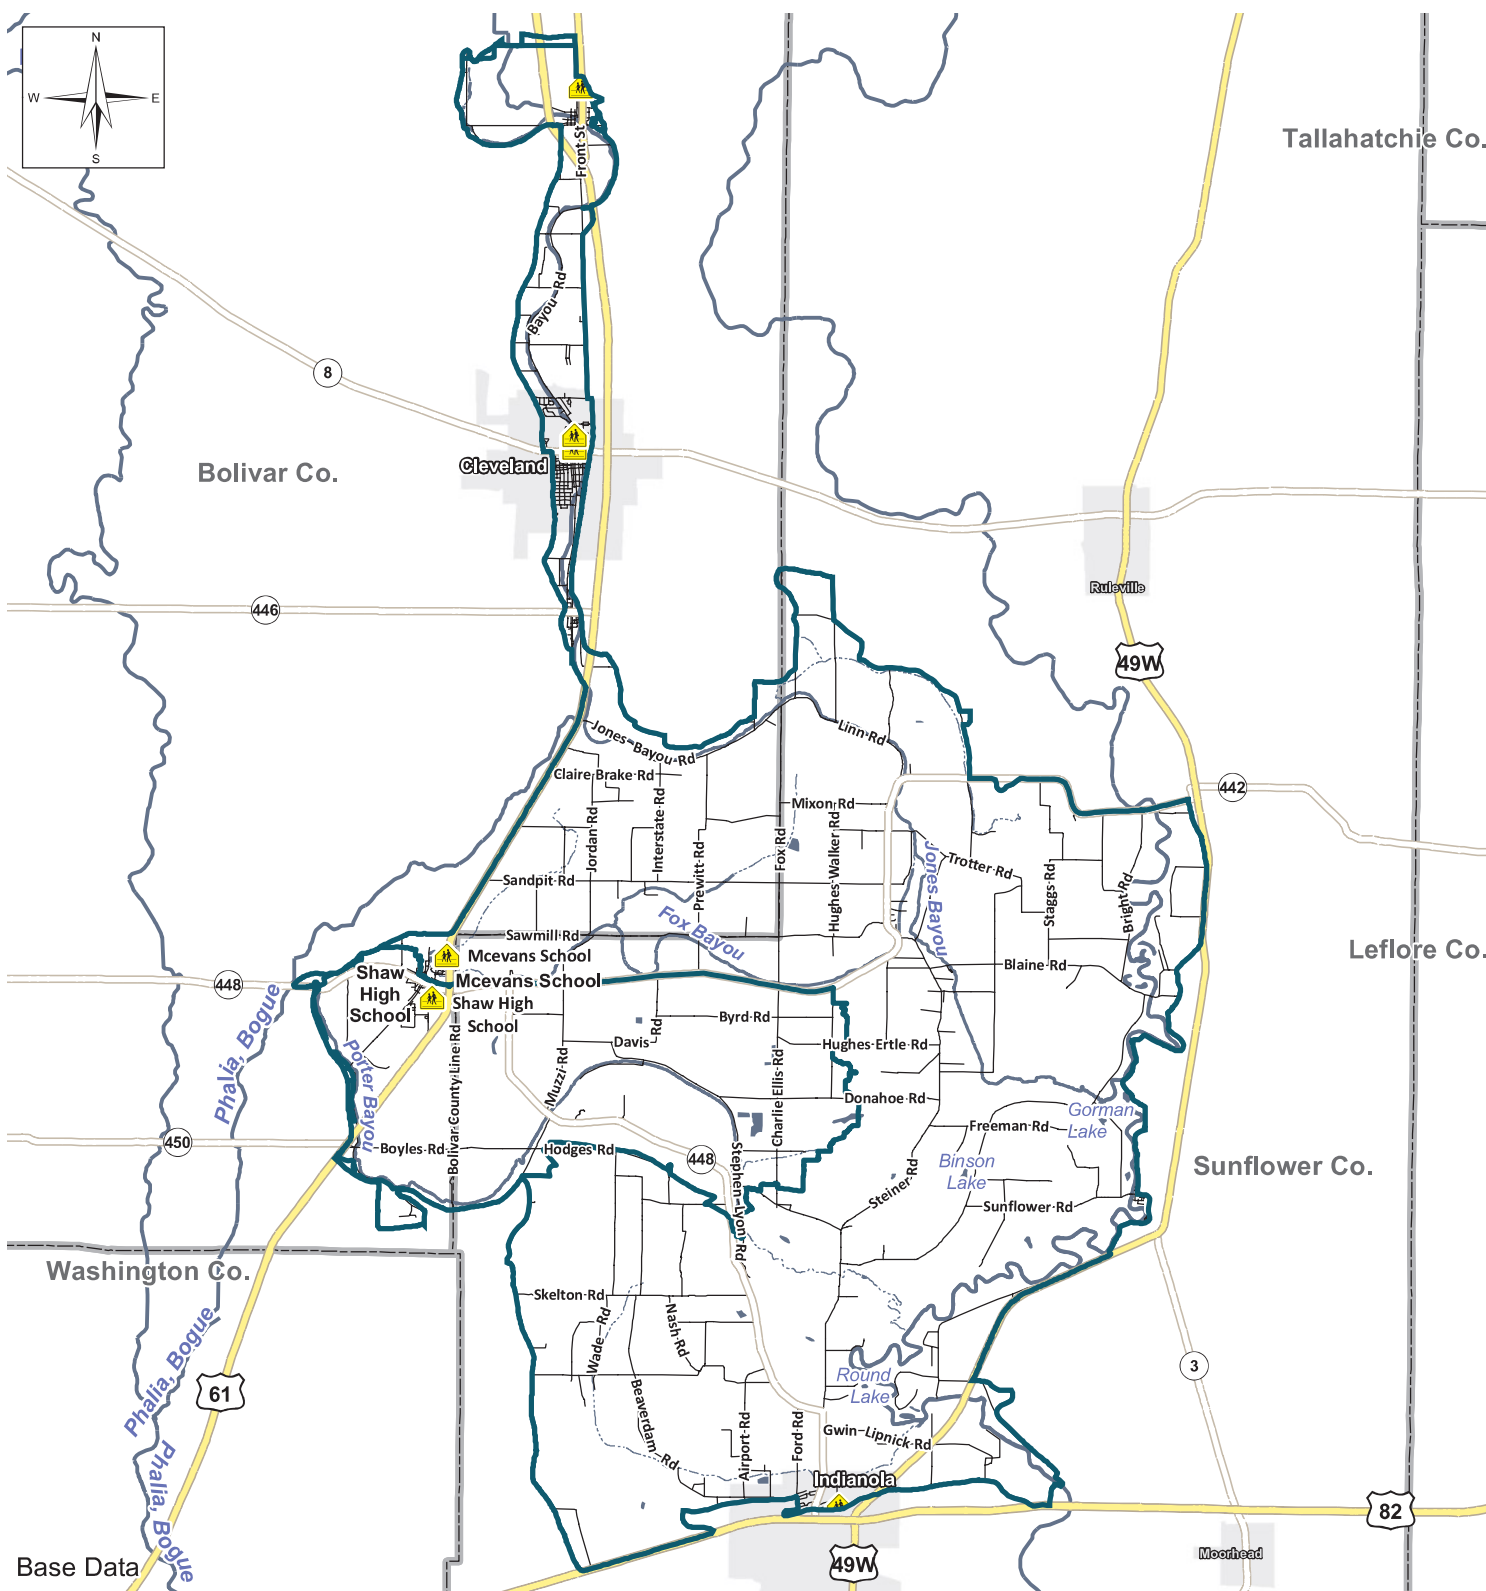 N
W
E
S
Tallahatchie Co.
Front St
Bayou Rd
8
Bolivar Co.
Cleveland
Ruleville
446
49W
Jones Bayou Rd
Linn Rd
Claire Brake Rd
442
Mixon Rd
Jordan Rd
Interstate Rd
Prewitt Rd
Fox Rd
Hughes Walker Rd
Jones Bayou
Trotter Rd
Staggs Rd
Bright Rd
Sandpit Rd
Fox Bayou
Sawmill Rd
Leflore Co.
Mcevans School
Blaine Rd
Shaw
High
School
Mcevans School
448
Shaw High
School
Phalia, Bogue
Porter Bayou
Bolivar County Line Rd
Davis Rd
Byrd Rd
Muzzi Rd
Charlie Ellis Rd
Hughes Ertle Rd
Donahoe Rd
Gorman
Lake
Freeman Rd
450
Boyles Rd
Hodges Rd
448
Stephen Lyon Rd
Steiner Rd
Binson
Lake
Sunflower Co.
Sunflower Rd
Washington Co.
Skelton Rd
Wade Rd
Nash Rd
Phalia, Bogue
Round
Lake
3
61
Beaverdam Rd
Airport Rd
Ford Rd
Gwin Lipnick Rd
Phalia, Bogue
Indianola
82
Moorhead
49W
Base Data